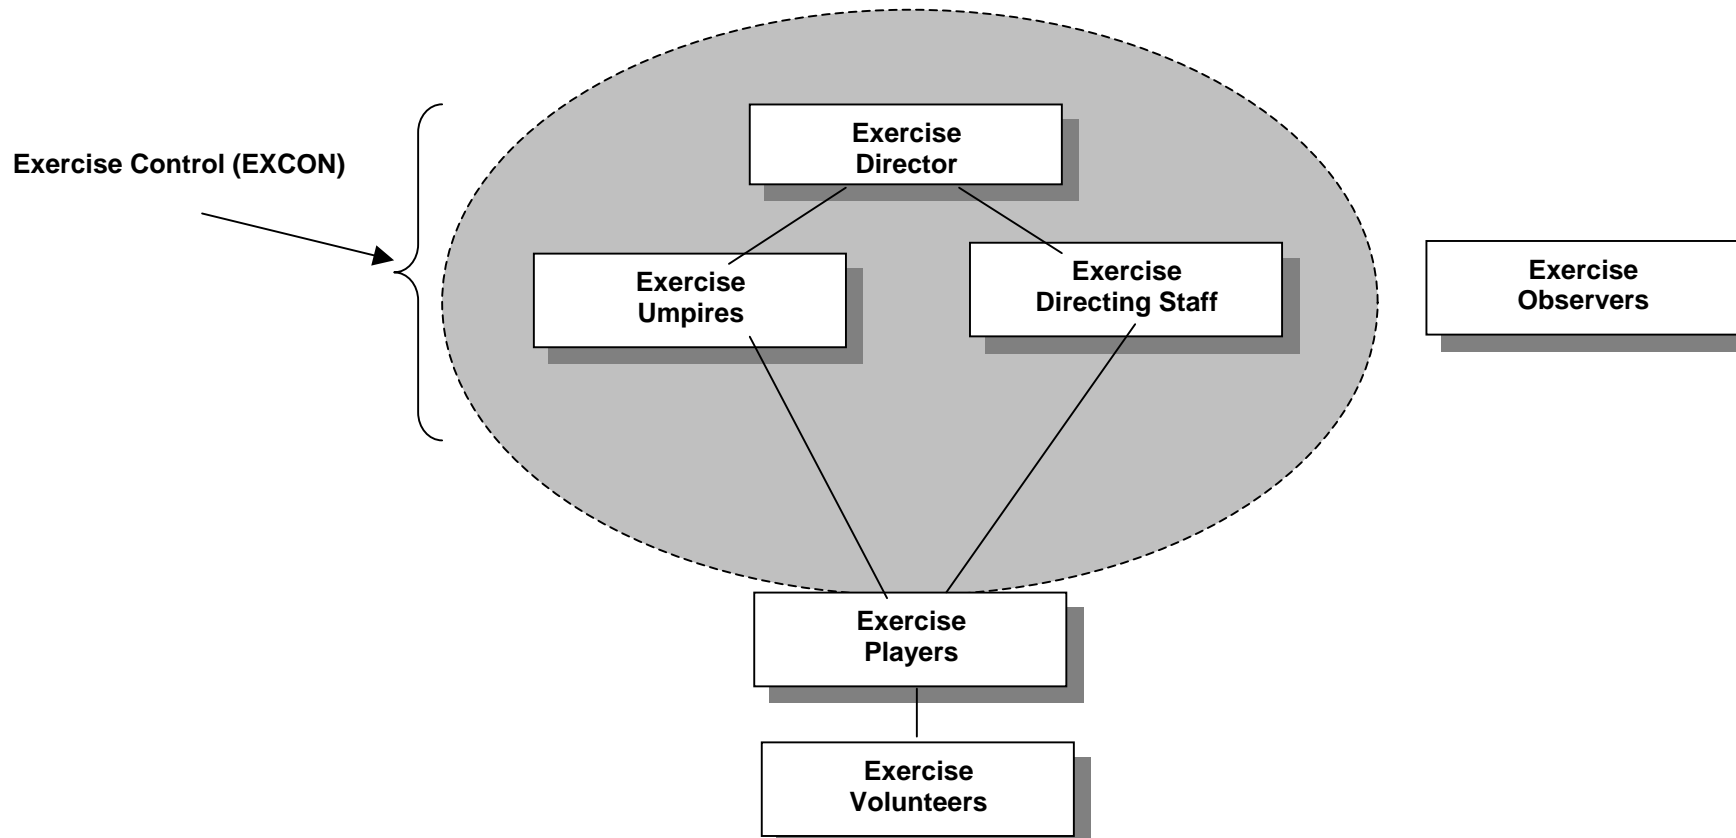 Exercise
Director
Exercise Control (EXCON)
Exercise
Umpires
Exercise
Directing Staff
Exercise
Observers
Exercise
Players
Exercise
Volunteers